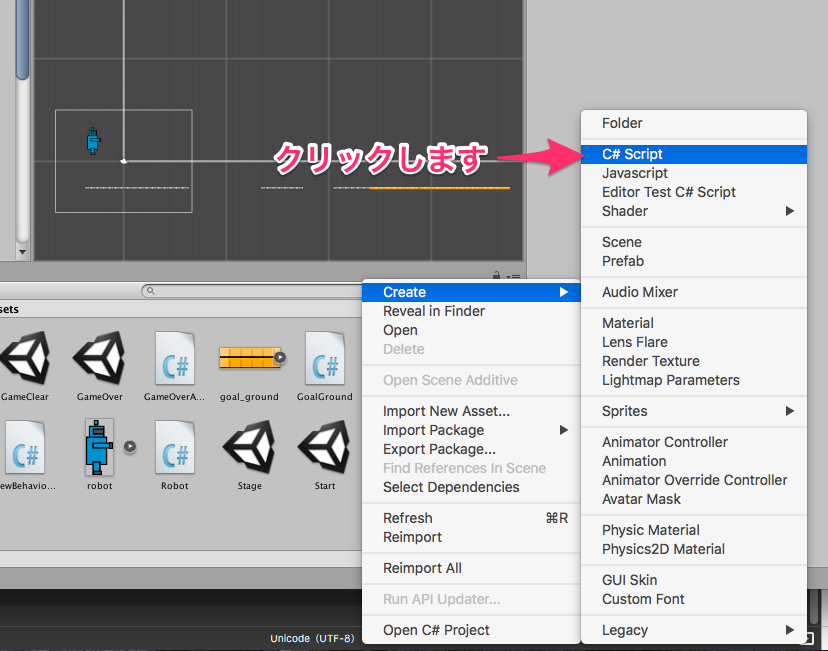 クリックします
Folder
C# Script
Javascript
Editor Test C# Script
Shader
Scene
Prefab
Audio Mixer
Material
Lens Flare
Render Texture
Lightmap Parameters
Sprites
Animator Controller
Animation
Animator Override Controller
Avatar Mask
Physic Material
Physics2D Material
GUI Skin
Custom Font
Legacy
Create
Reveal in Finder
Open
Delete
Open Scene Additive
Import New Asset...
Import Package
Export Package...
Find References In Scene
Select Dependencies
Refresh ⌘R
Reimport
Reimport All
Run API Updater...
Open C# Project
sets
C# C#
GameClear GameOver GameOverA... goal_ground GoalGround
C# C#
ewBehavio... robot Robot Stage Start
Unicode (UTF-8)